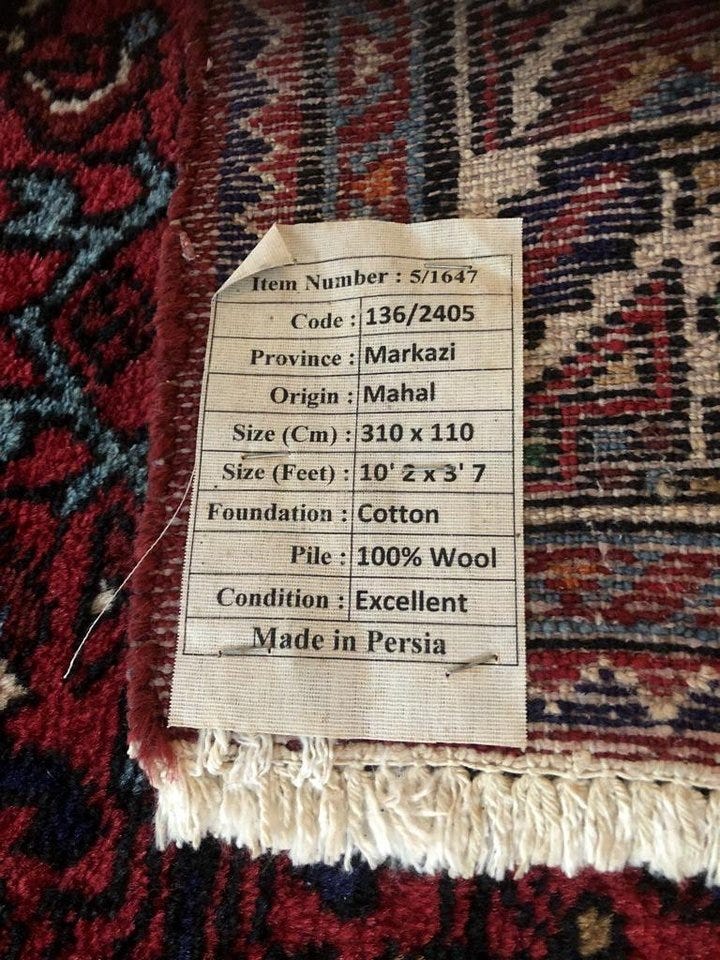 Item Number : 5/1647
Code : 136/2405
Province : Markazi
Origin : Mahal
Size (Cm) : 310 x 110
Size (Feet) : 10' 2 x 3' 7
Foundation : Cotton
Pile : 100% Wool
Condition : Excellent
Made in Persia